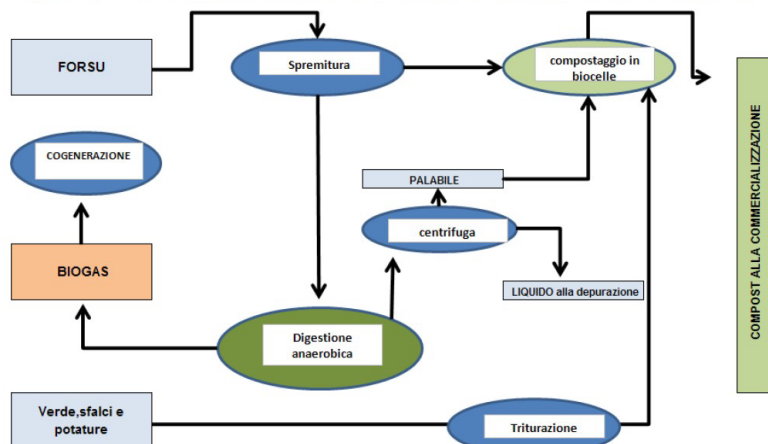 FORSU
Spremitura
compostaggio in
biocelle
COGENERAZIONE
PALABILE
centrifuga
BIOGAS
LIQUIDO alla depurazione
Digestione
anaerobica
Verde,sfalci e
potature
Triturazione
COMPOST ALLA COMMERCIALIZZAZIONE